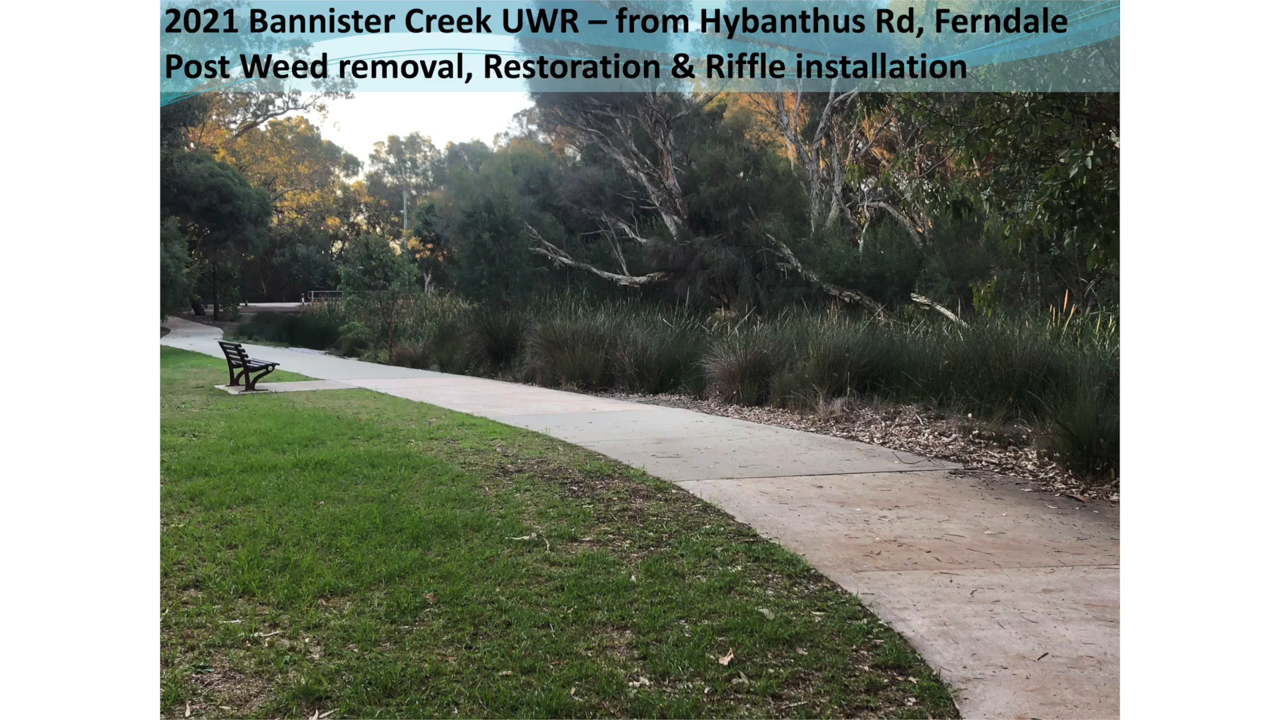 2021 Bannister Creek UWR – from Hybanthus Rd, Ferndale
Post Weed removal, Restoration & Riffle installation